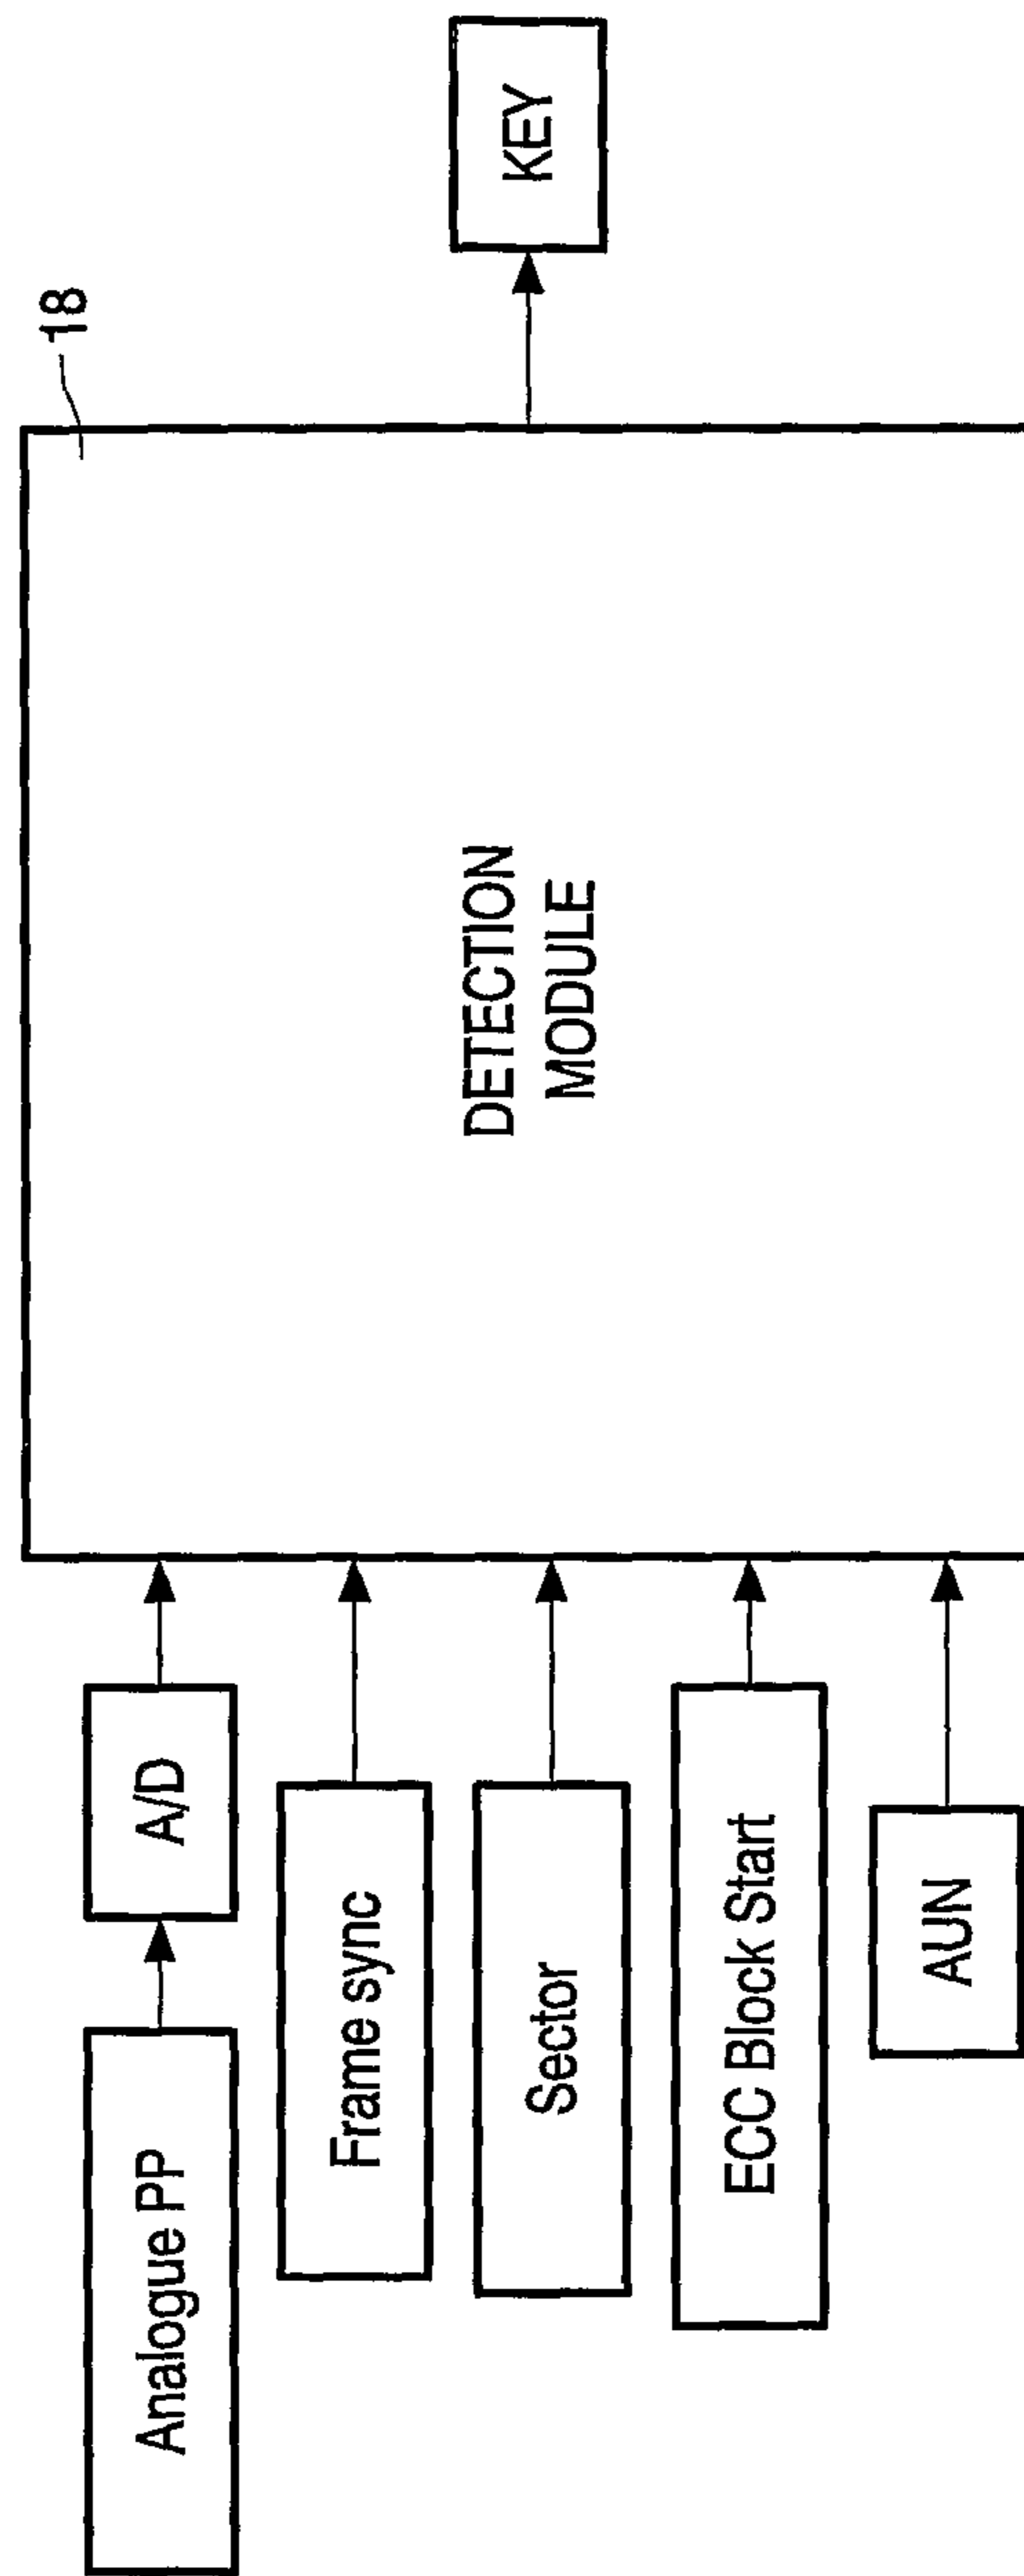 Analogue PP
A/D
Frame sync
Sector
ECC Block Start
AUN
DETECTION
MODULE
18
KEY